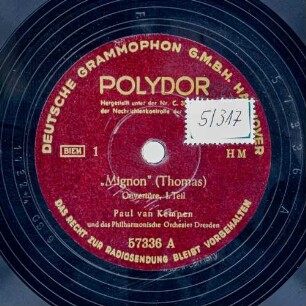 DEUTSCHE GRAMMOPHON G.M.B.H. HANNOVER
POLYDOR
Hergestellt unter der Nr. C.
der Nachrichtenkontrolle der
51317
BIEM
1
HM
„Mignon" (Thomas)
Ouvertüre, I. Teil
Paul van Kempen
und das Philharmonische Orchester Dresden
57336 A
DAS RECHT ZUR RADIOSENDUNG BLEIBT VORBEHALTEN